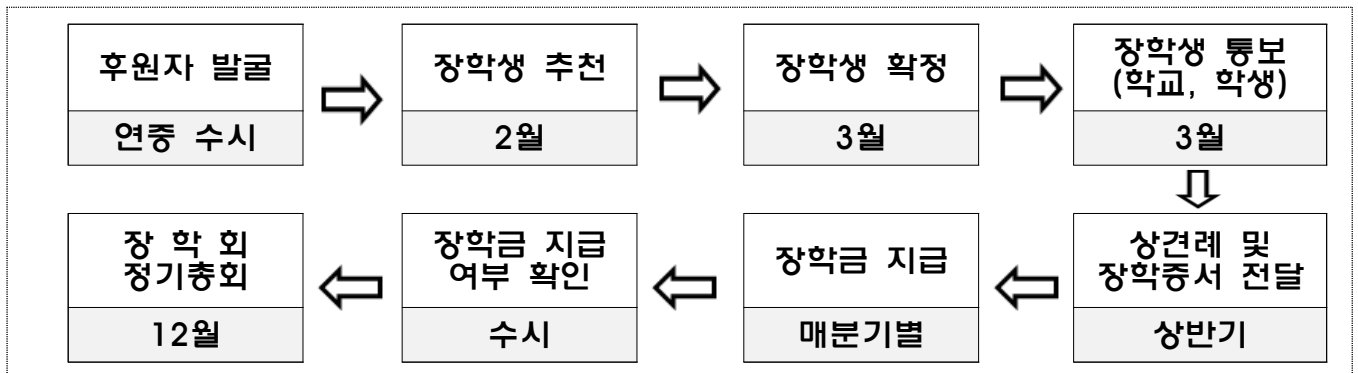 후원자 발굴
연중 수시
장학생 추천
2월
장학생 확정
3월
장학생 통보
(학교, 학생)
3월
상견례 및
장학증서 전달
상반기
장학금 지급
매분기별
장학금 지급
여부 확인
수시
장 학 회
정기총회
12월